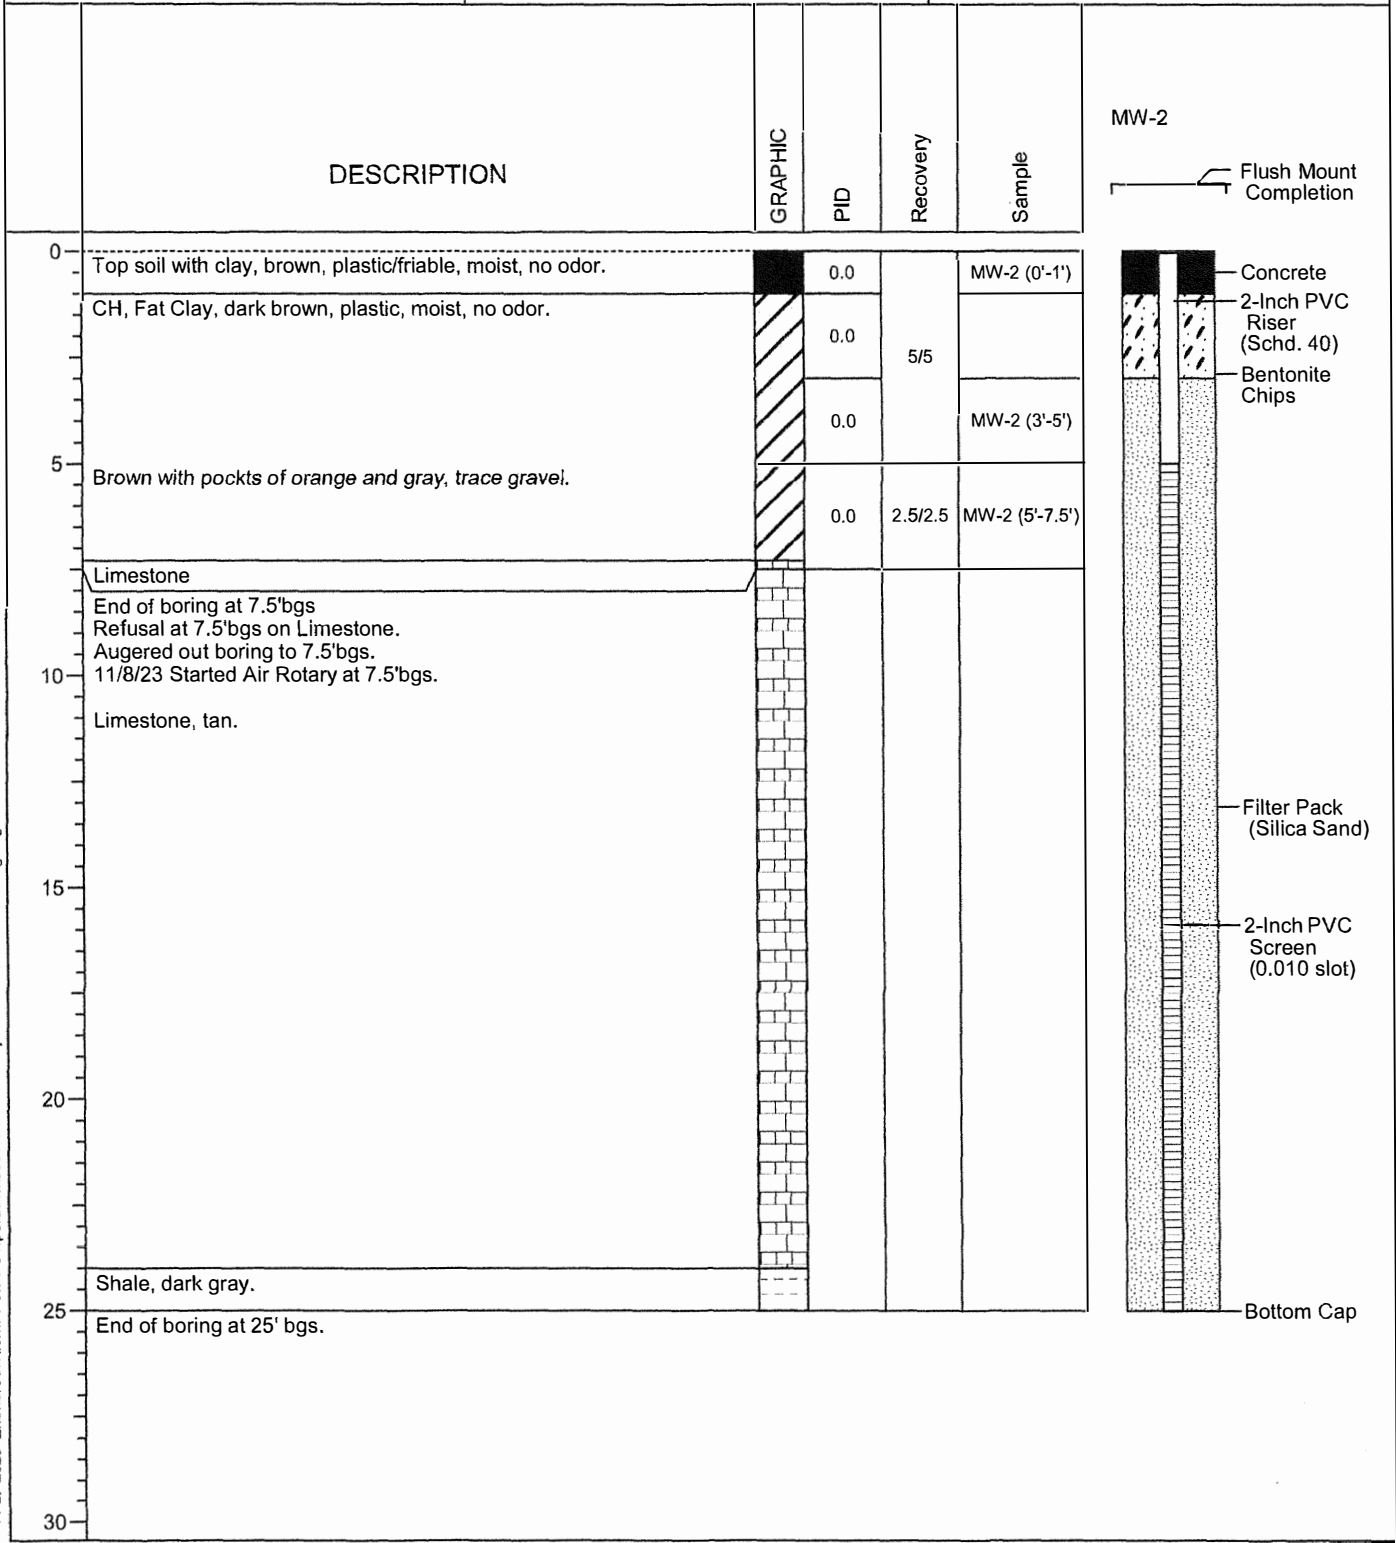 MW-2
DESCRIPTION
GRAPHIC
PID
Recovery
Sample
Flush Mount
Completion
0
Top soil with clay, brown, plastic/friable, moist, no odor.
0.0
MW-2 (0'-1')
Concrete
CH, Fat Clay, dark brown, plastic, moist, no odor.
0.0
5/5
2-Inch PVC
Riser
(Schd. 40)
Bentonite
Chips
0.0
MW-2 (3'-5')
5
Brown with pockts of orange and gray, trace gravel.
0.0
2.5/2.5
MW-2 (5'-7.5')
Limestone
End of boring at 7.5'bgs
Refusal at 7.5'bgs on Limestone.
Augered out boring to 7.5'bgs.
10
11/8/23 Started Air Rotary at 7.5'bgs.
Limestone, tan.
Filter Pack
(Silica Sand)
15
2-Inch PVC
Screen
(0.010 slot)
20
Shale, dark gray.
25
Bottom Cap
End of boring at 25' bgs.
30